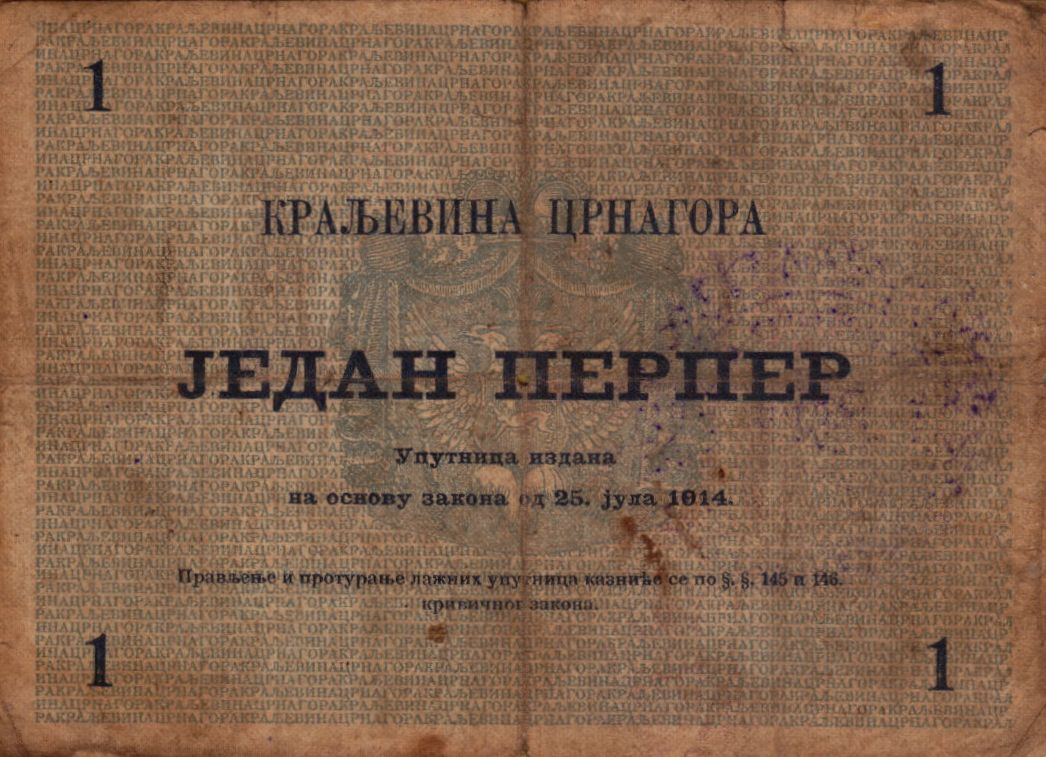 1 1
КРАЉЕВИНА ЦРНАГОРА
ЈЕДАН ПЕРПЕР
Упутница издана
на основу закона од 25. јула 1914.
Прављење и протурање лажних упутница казниће се по §. §. 145 и 146.
кривичног закона.
1 1